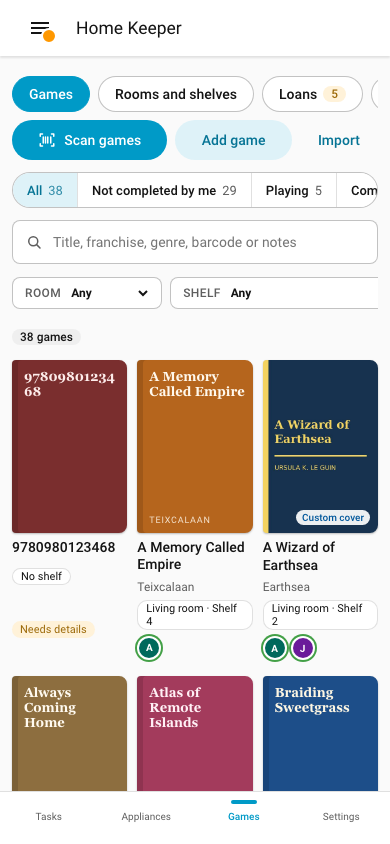 Home Keeper
Games
Rooms and shelves
Loans 5
Scan games
Add game
Import
All 38
Not completed by me 29
Playing 5
Com
Title, franchise, genre, barcode or notes
ROOM Any
SHELF Any
38 games
97809801234
68
A Memory
Called Empire
TEIXCALAAN
A Wizard of
Earthsea
URSULA K. LE GUIN
Custom cover
9780980123468
No shelf
Needs details
A Memory Called
Empire
Teixcalaan
Living room · Shelf
4
A
A Wizard of
Earthsea
Earthsea
Living room · Shelf
2
A
J
Always
Coming
Home
Atlas of
Remote
Islands
Braiding
Sweetgrass
Tasks
Appliances
Games
Settings